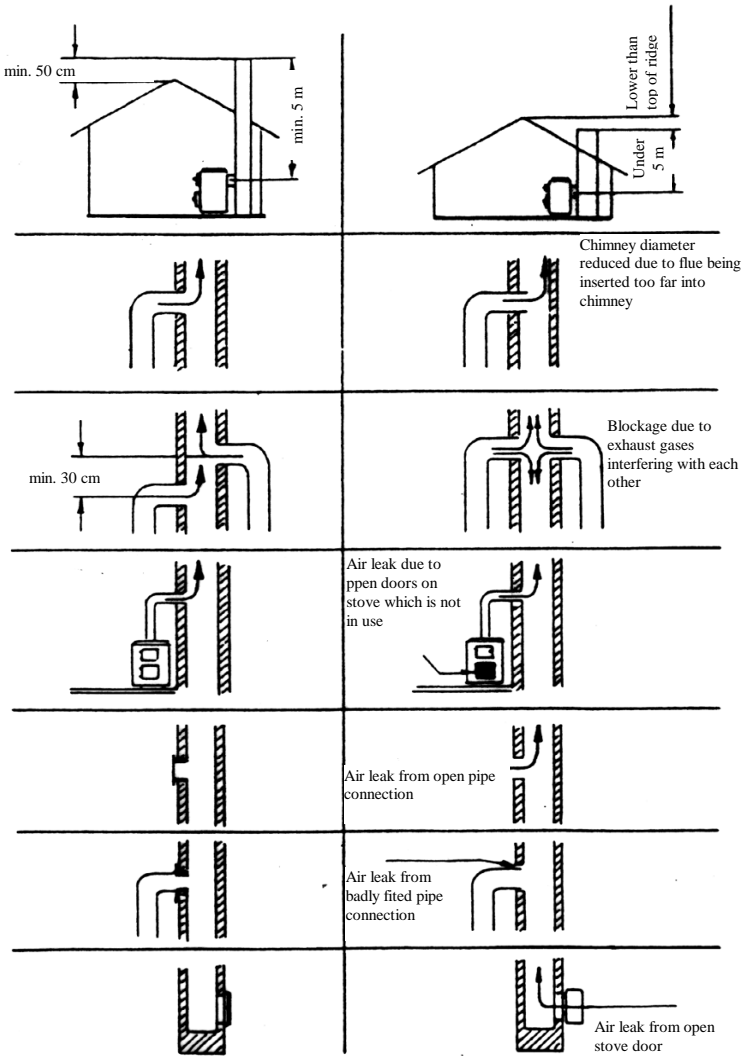 min. 50 cm
min. 5 m
Lower than
top of ridge
Under
5 m
Chimney diameter
reduced due to flue being
inserted too far into
chimney
min. 30 cm
Blockage due to
exhaust gases
interfering with each
other
Air leak due to
ppen doors on
stove which is not
in use
Air leak from open pipe
connection
Air leak from
badly fited pipe
connection
Air leak from open
stove door